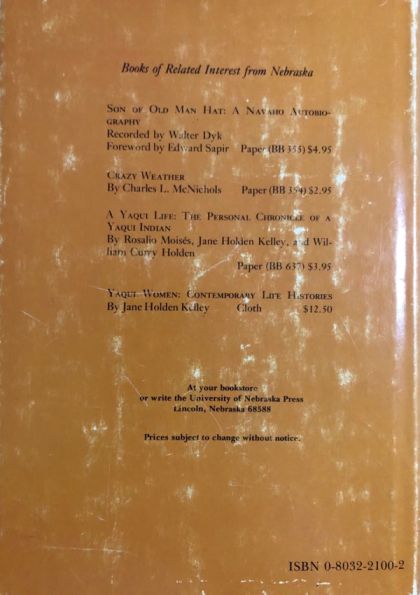 Books of Related Interest from Nebraska
SON OF OLD MAN HAT: A NAVAHO AUTOBIO-
GRAPHY
Recorded by Walter Dyk
Foreword by Edward Sapir Paper (BB 355) $4.95
CRAZY WEATHER
By Charles L. McNichols Paper (BB 354) $2.95
A YAQUI LIFE: THE PERSONAL CHRONICLE OF A
YAQUI INDIAN
By Rosalio Moisés, Jane Holden Kelley, and Wil-
liam Curry Holden
Paper (BB 637) $3.95
YAQUI WOMEN: CONTEMPORARY LIFE HISTORIES
By Jane Holden Kelley Cloth $12.50
At your bookstore
or write the University of Nebraska Press
Lincoln, Nebraska 68588
Prices subject to change without notice.
ISBN 0-8032-2100-2